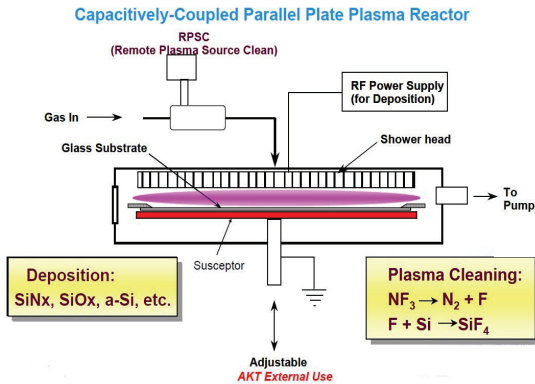 Capacitively-Coupled Parallel Plate Plasma Reactor
RPSC
(Remote Plasma Source Clean)
RF Power Supply
(for Deposition)
Gas In
Shower head
Glass Substrate
To
Pump
Susceptor
Deposition:
SiNx, SiOx, a-Si, etc.
Plasma Cleaning:
NF₃ → N₂ + F
F + Si → SiF₄
Adjustable
AKT External Use